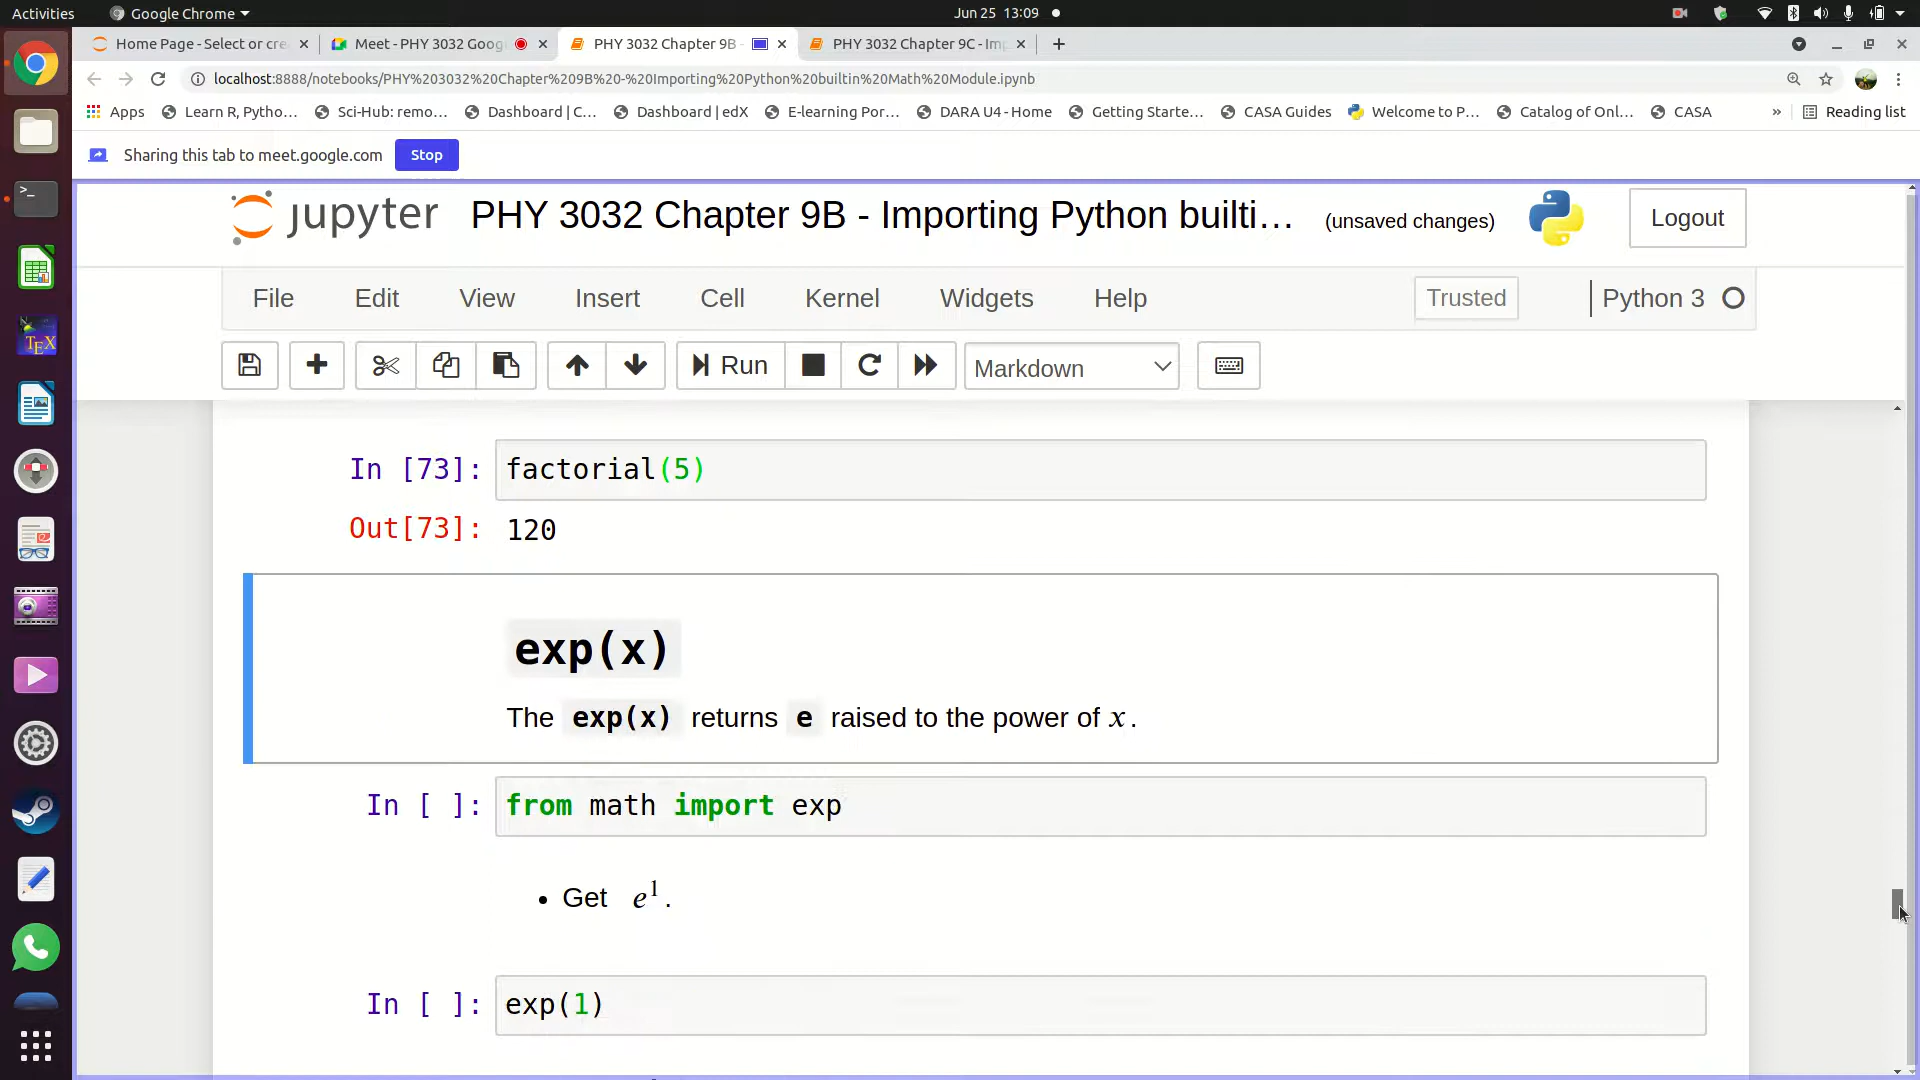 Activities Google Chrome Jun 25 13:09
Home Page - Select or cre Meet - PHY 3032 Goog PHY 3032 Chapter 9B - PHY 3032 Chapter 9C - Im
localhost:8888/notebooks/PHY%203032%20Chapter%209B%20-%20Importing%20Python%20builtin%20Math%20Module.ipynb
Apps Learn R, Pytho... Sci-Hub: remo... Dashboard | C... Dashboard | edX E-learning Por... DARA U4 - Home Getting Starte... CASA Guides Welcome to P... Catalog of Onl... CASA » Reading list
Sharing this tab to meet.google.com Stop
jupyter PHY 3032 Chapter 9B - Importing Python builti... (unsaved changes) Logout
File Edit View Insert Cell Kernel Widgets Help Trusted Python 3
Run Markdown
In [73]: factorial(5)
Out[73]: 120
exp(x)
The exp(x) returns e raised to the power of x.
In [ ]: from math import exp
• Get e¹.
In [ ]: exp(1)